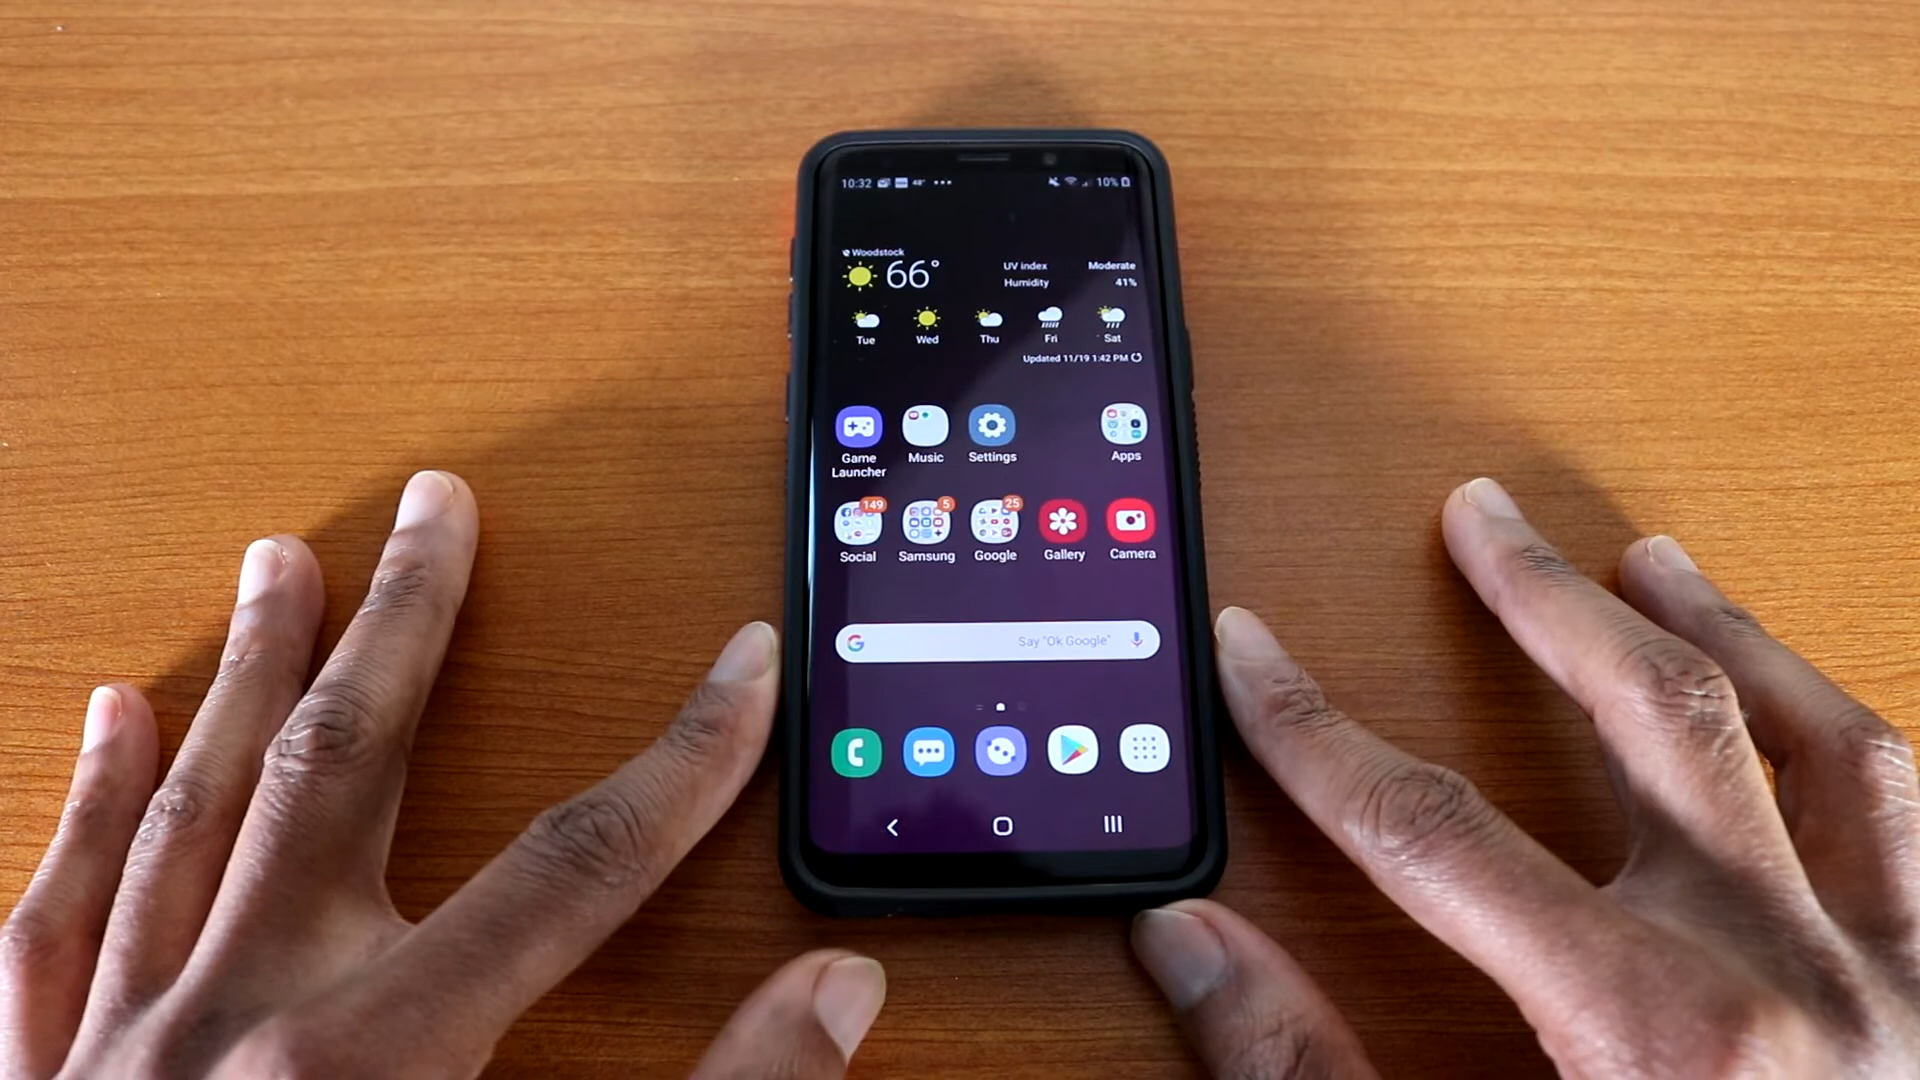 10:32 48° 10%
Woodstock
66°
UV index Moderate
Humidity 41%
Tue Wed Thu Fri Sat
Updated 11/19 1:42 PM
Game Launcher Music Settings Apps
149 5 25
Social Samsung Google Gallery Camera
G Say "Ok Google"